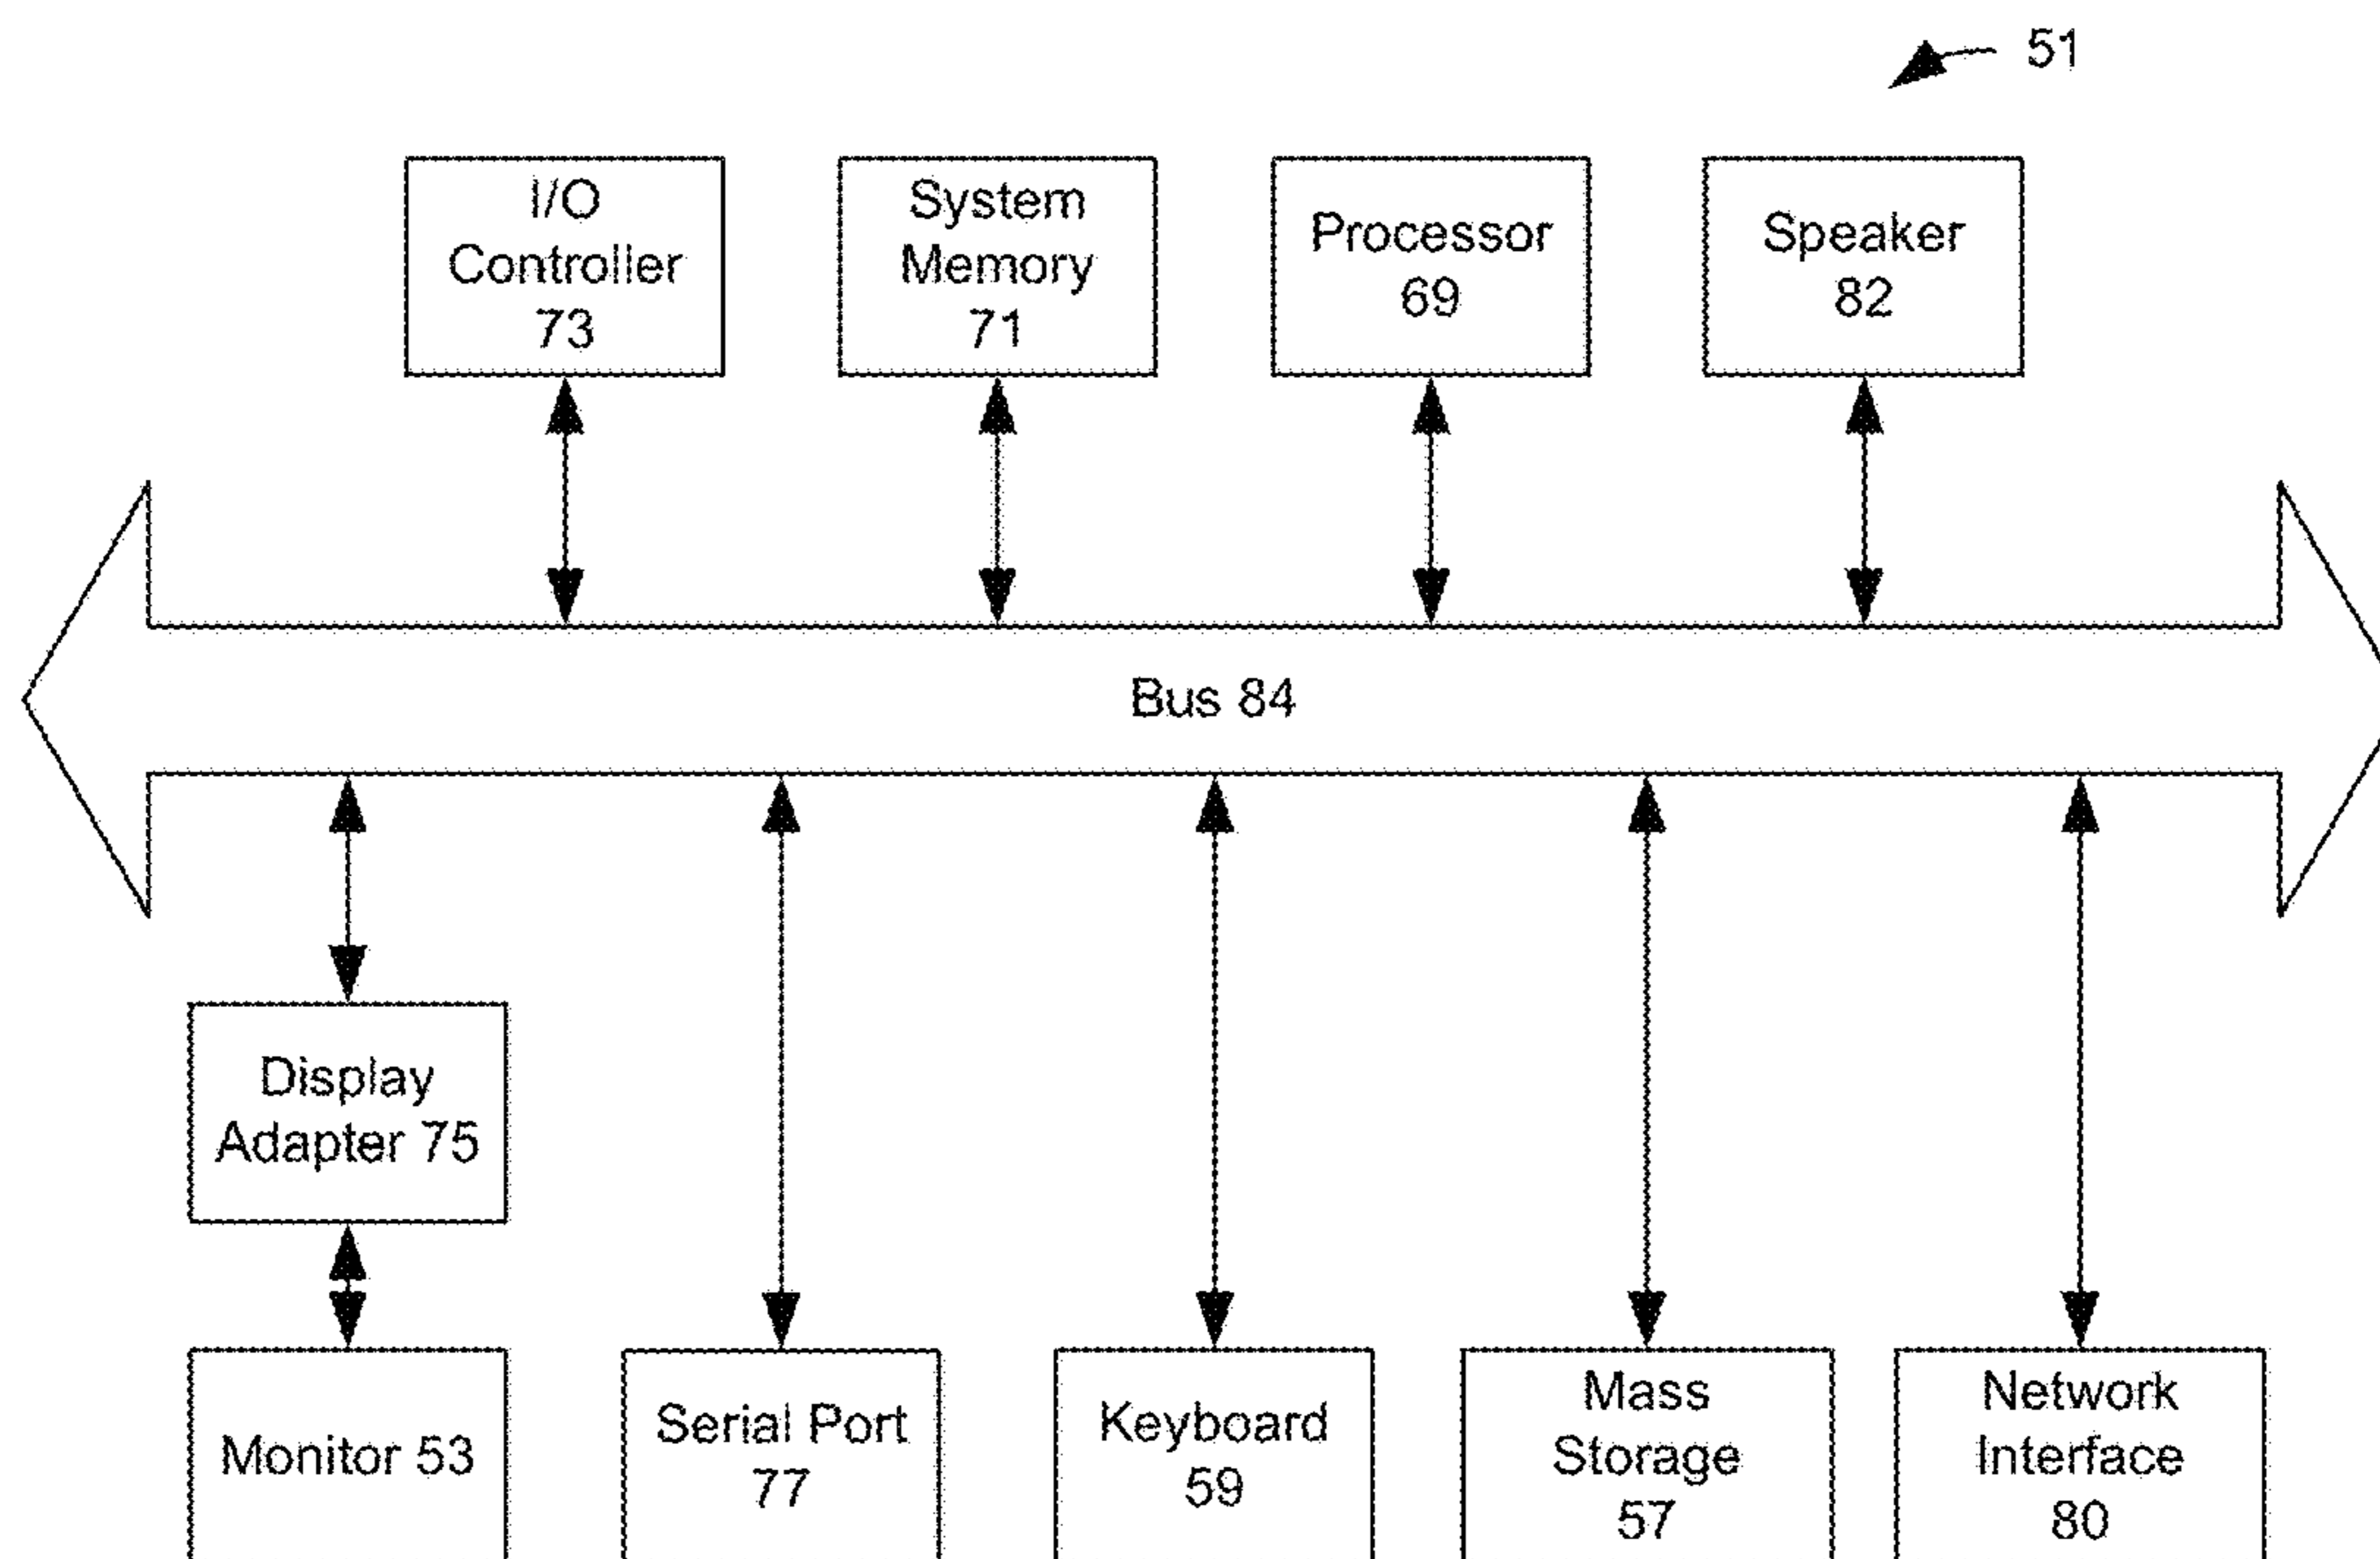 51
I/O
Controller
73
System
Memory
71
Processor
69
Speaker
82
Bus 84
Display
Adapter 75
Monitor 53
Serial Port
77
Keyboard
59
Mass
Storage
57
Network
Interface
80